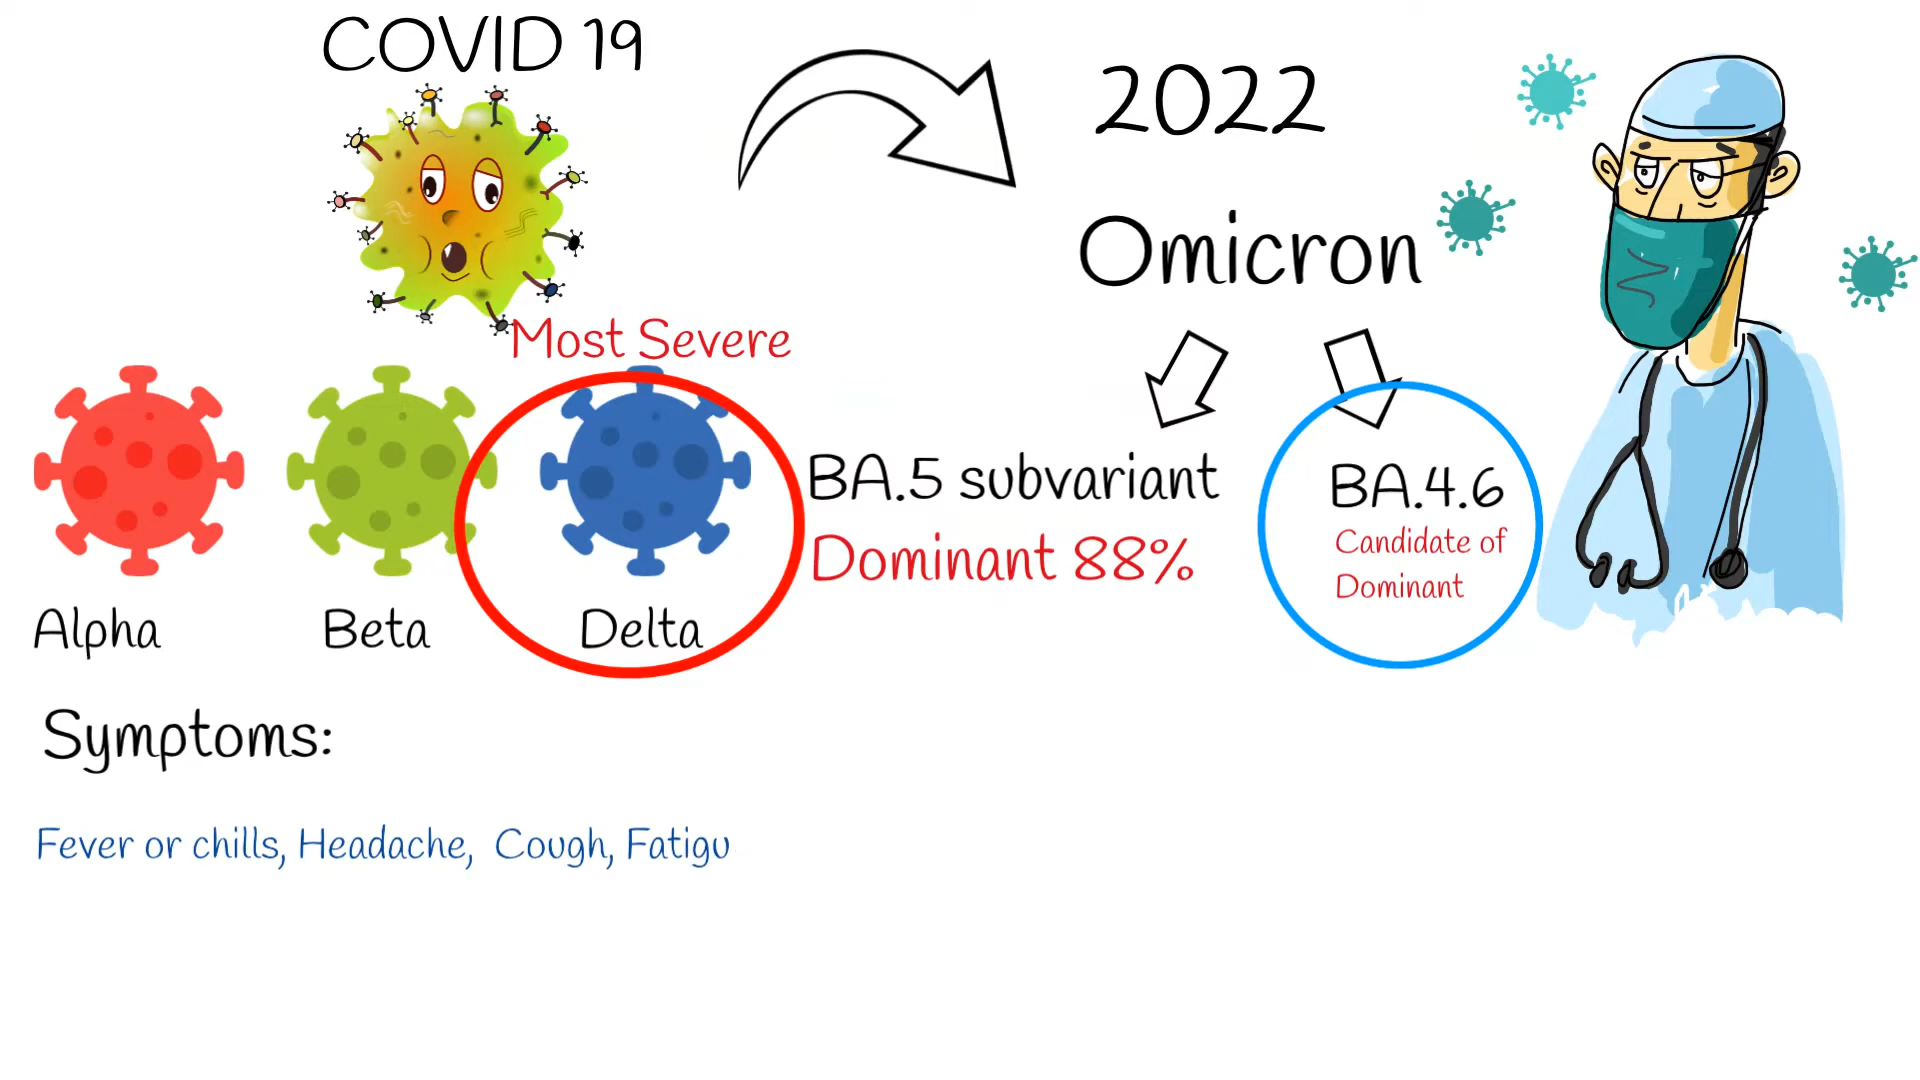 COVID 19
2022
Omicron
Most Severe
BA.5 subvariant
Dominant 88%
BA.4.6
Candidate of
Dominant
Alpha
Beta
Delta
Symptoms:
Fever or chills, Headache, Cough, Fatigu